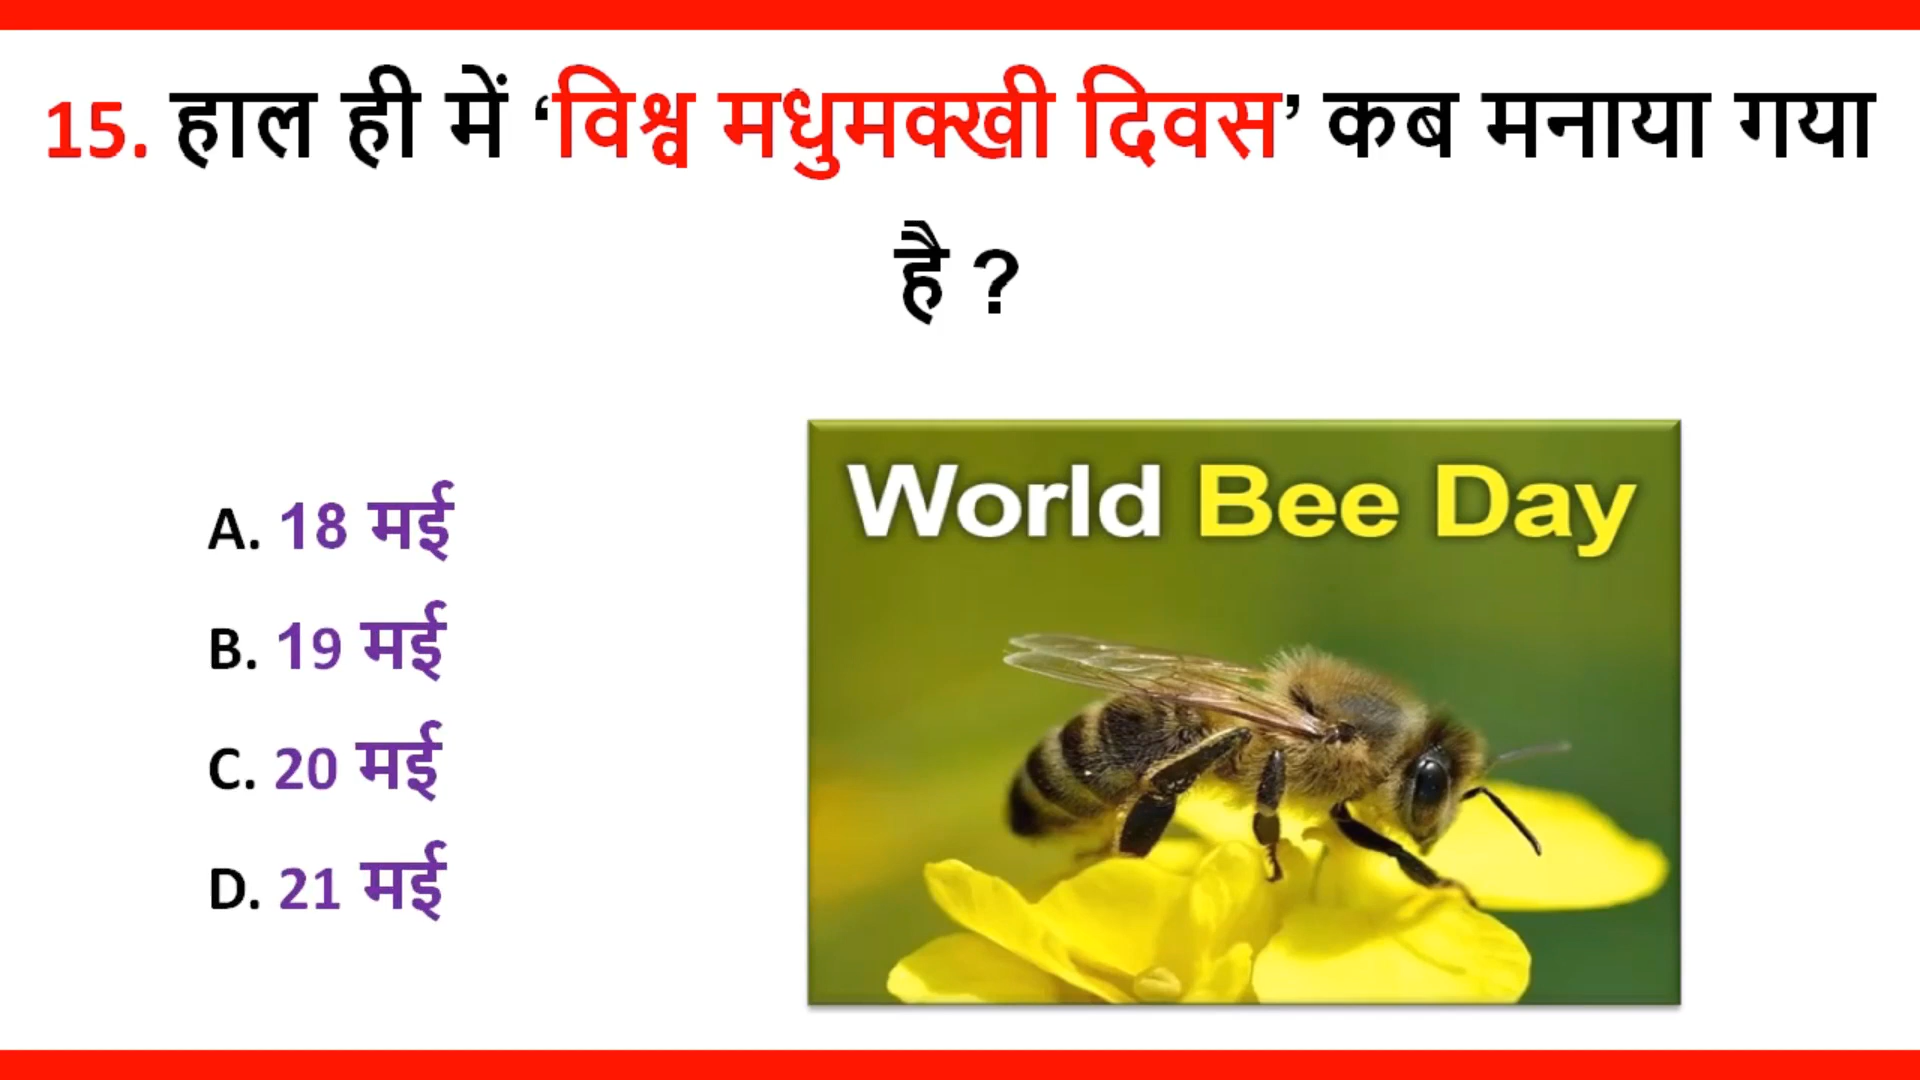 15. हाल ही में ‘विश्व मधुमक्खी दिवस’ कब मनाया गया
है ?
A. 18 मई
B. 19 मई
C. 20 मई
D. 21 मई
World Bee Day